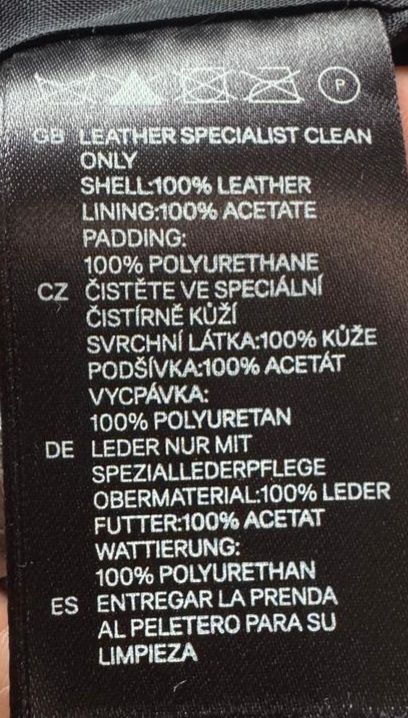 P
GB LEATHER SPECIALIST CLEAN
ONLY
SHELL:100% LEATHER
LINING:100% ACETATE
PADDING:
100% POLYURETHANE
CZ ČISTĚTE VE SPECIÁLNÍ
ČISTÍRNĚ KŮŽÍ
SVRCHNÍ LÁTKA:100% KŮŽE
PODŠÍVKA:100% ACETÁT
VYCPÁVKA:
100% POLYURETAN
DE LEDER NUR MIT
SPEZIALLEDERPFLEGE
OBERMATERIAL:100% LEDER
FUTTER:100% ACETAT
WATTIERUNG:
100% POLYURETHAN
ES ENTREGAR LA PRENDA
AL PELETERO PARA SU
LIMPIEZA